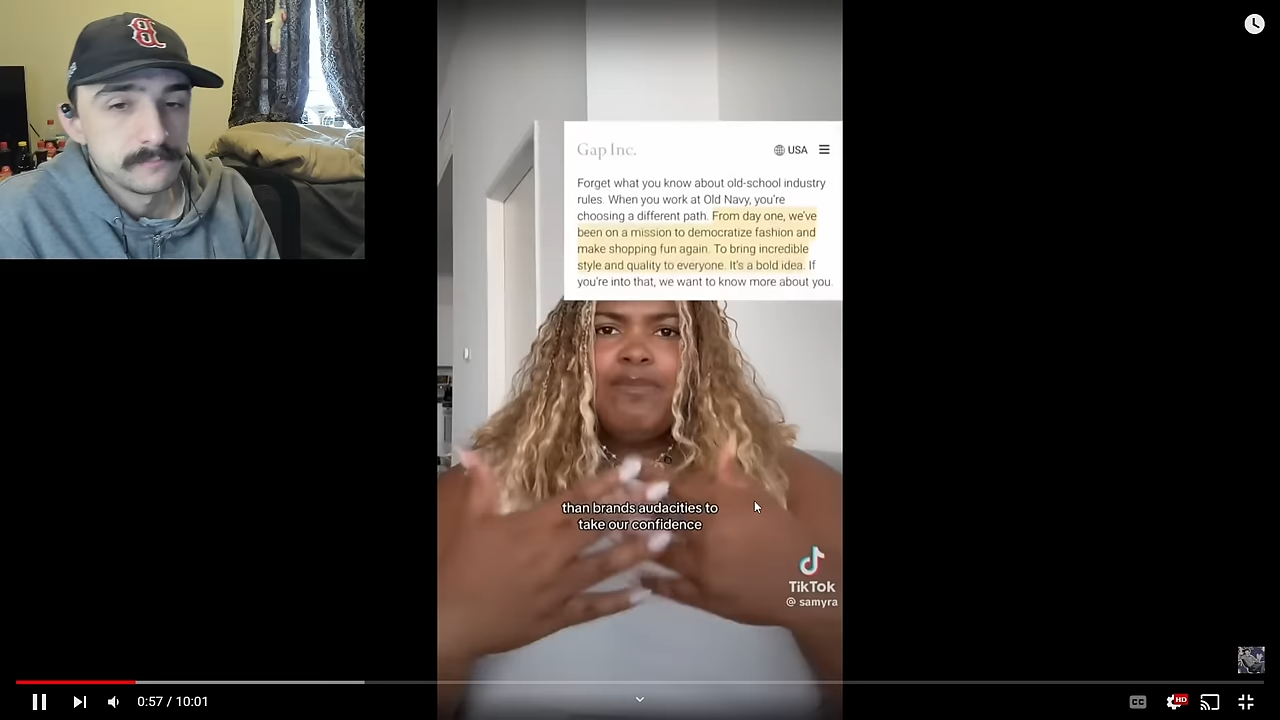 B
Gap Inc.
USA
Forget what you know about old-school industry
rules. When you work at Old Navy, you're
choosing a different path. From day one, we've
been on a mission to democratize fashion and
make shopping fun again. To bring incredible
style and quality to everyone. It's a bold idea. If
you're into that, we want to know more about you.
than brands audacities to
take our confidence
TikTok
@ samyra
0:57 / 10:01
CC
HD